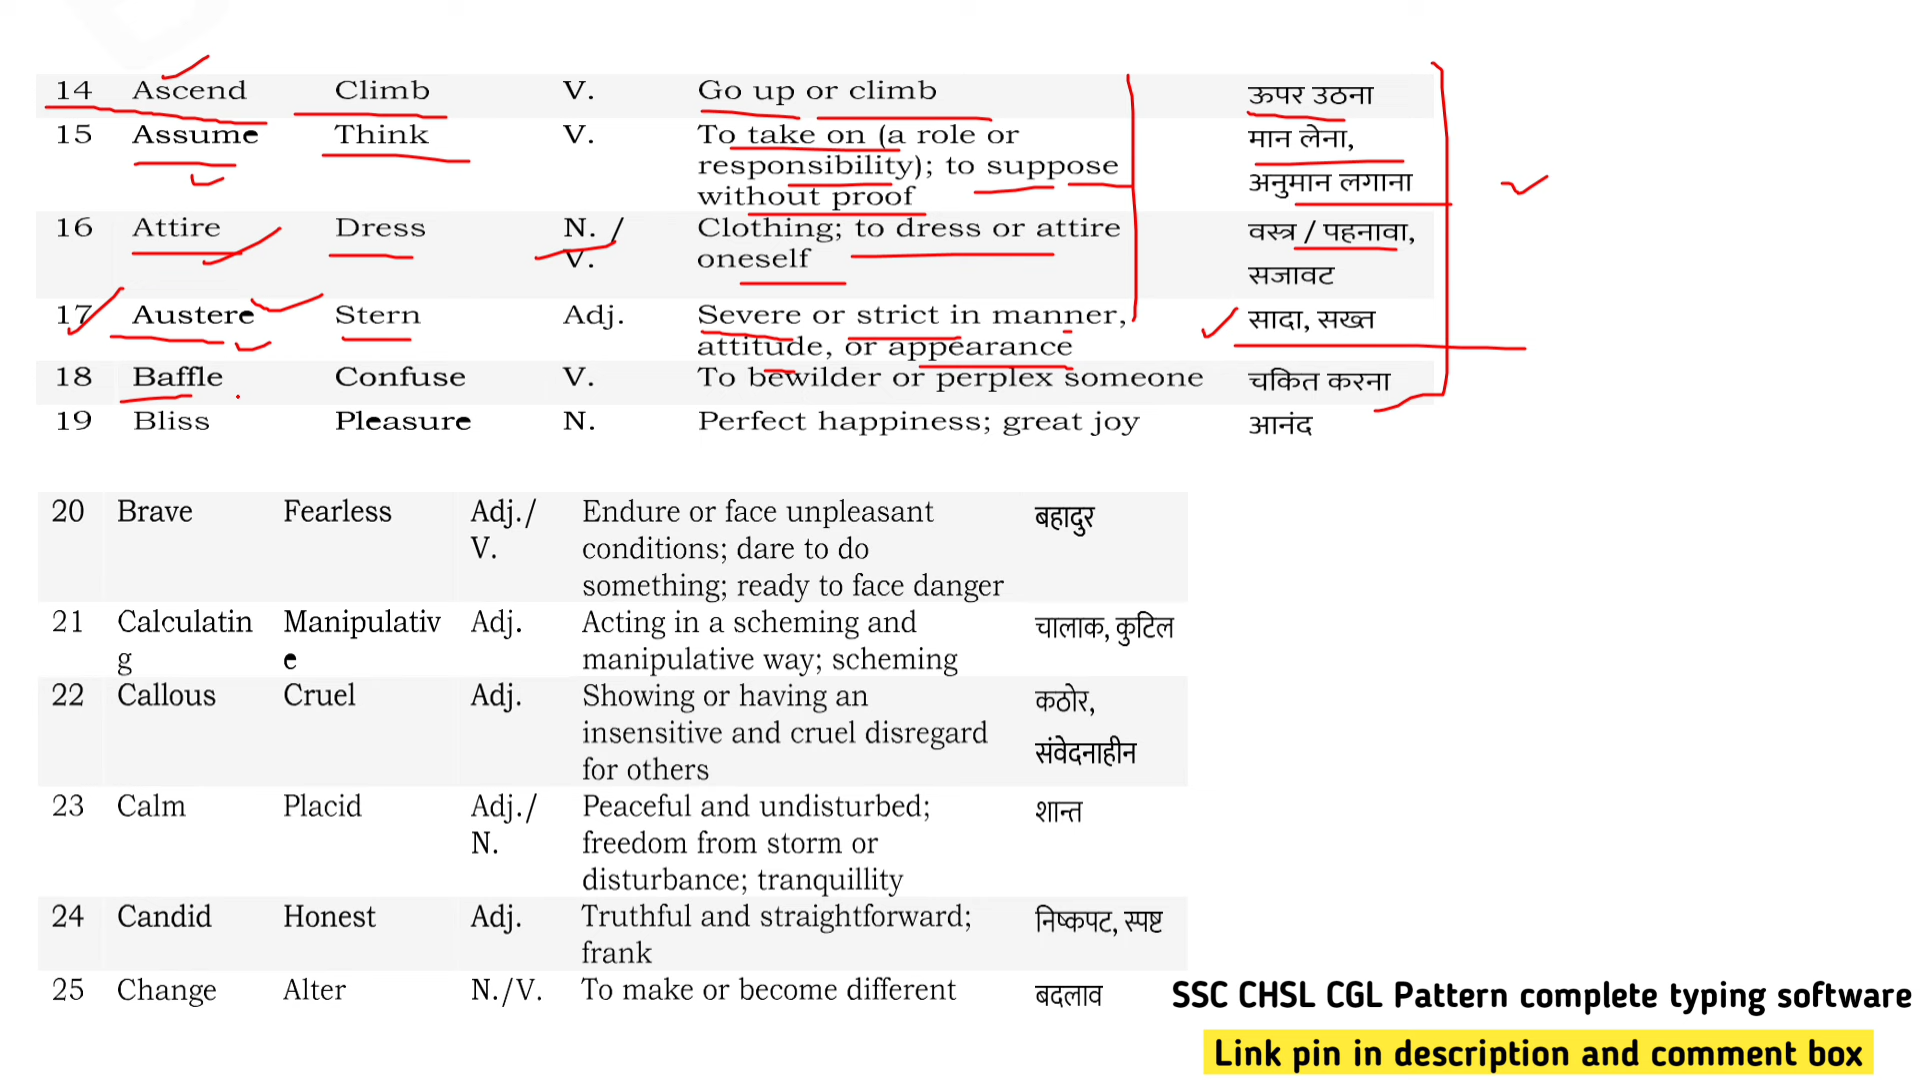 14 Ascend Climb V. Go up or climb ऊपर उठना
15 Assume Think V. To take on (a role or मान लेना,
responsibility); to suppose अनुमान लगाना
without proof
16 Attire Dress N. / Clothing; to dress or attire वस्त्र / पहनावा,
V. oneself सजावट
17 Austere Stern Adj. Severe or strict in manner, सादा, सख्त
attitude, or appearance
18 Baffle Confuse V. To bewilder or perplex someone चकित करना
19 Bliss Pleasure N. Perfect happiness; great joy आनंद
20 Brave Fearless Adj./ Endure or face unpleasant बहादुर
V. conditions; dare to do
something; ready to face danger
21 Calculatin Manipulativ Adj. Acting in a scheming and चालाक, कुटिल
g e manipulative way; scheming
22 Callous Cruel Adj. Showing or having an कठोर,
insensitive and cruel disregard संवेदनाहीन
for others
23 Calm Placid Adj./ Peaceful and undisturbed; शान्त
N. freedom from storm or
disturbance; tranquillity
24 Candid Honest Adj. Truthful and straightforward; निष्कपट, स्पष्ट
frank
25 Change Alter N./V. To make or become different बदलाव
SSC CHSL CGL Pattern complete typing software
Link pin in description and comment box